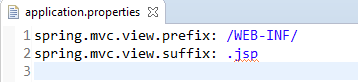 application.properties
1 spring.mvc.view.prefix: /WEB-INF/
2 spring.mvc.view.suffix: .jsp
3